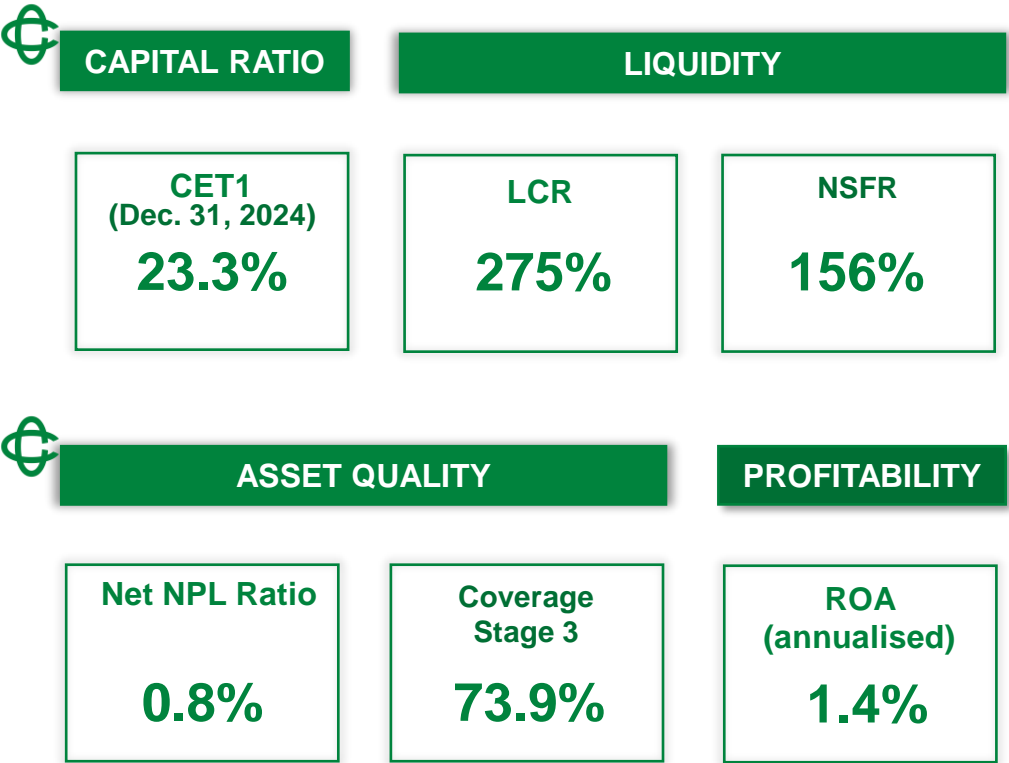 CAPITAL RATIO
LIQUIDITY
CET1
(Dec. 31, 2024)
23.3%
LCR
275%
NSFR
156%
ASSET QUALITY
PROFITABILITY
Net NPL Ratio
0.8%
Coverage
Stage 3
73.9%
ROA
(annualised)
1.4%